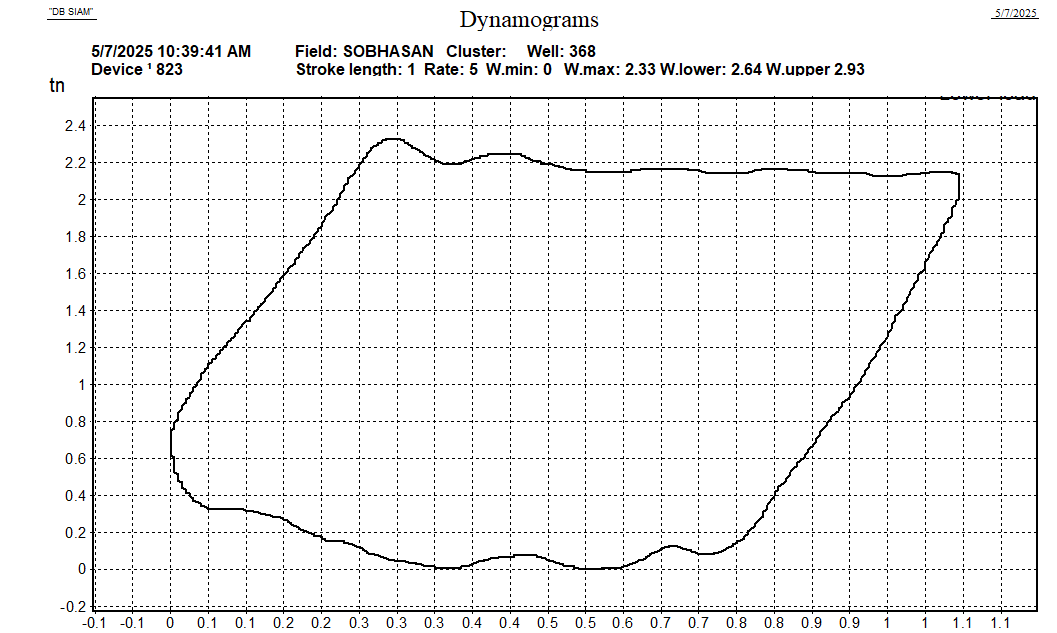 "DB SIAM"
Dynamograms
5/7/2025
5/7/2025 10:39:41 AM Field: SOBHASAN Cluster: Well: 368
Device ¹ 823 Stroke length: 1 Rate: 5 W.min: 0 W.max: 2.33 W.lower: 2.64 W.upper 2.93
tn
2.4
2.2
2
1.8
1.6
1.4
1.2
1
0.8
0.6
0.4
0.2
0
-0.2
-0.1 -0.1 0 0.1 0.1 0.2 0.2 0.3 0.3 0.3 0.4 0.4 0.5 0.5 0.6 0.6 0.7 0.8 0.8 0.9 0.9 1 1 1.1 1.1